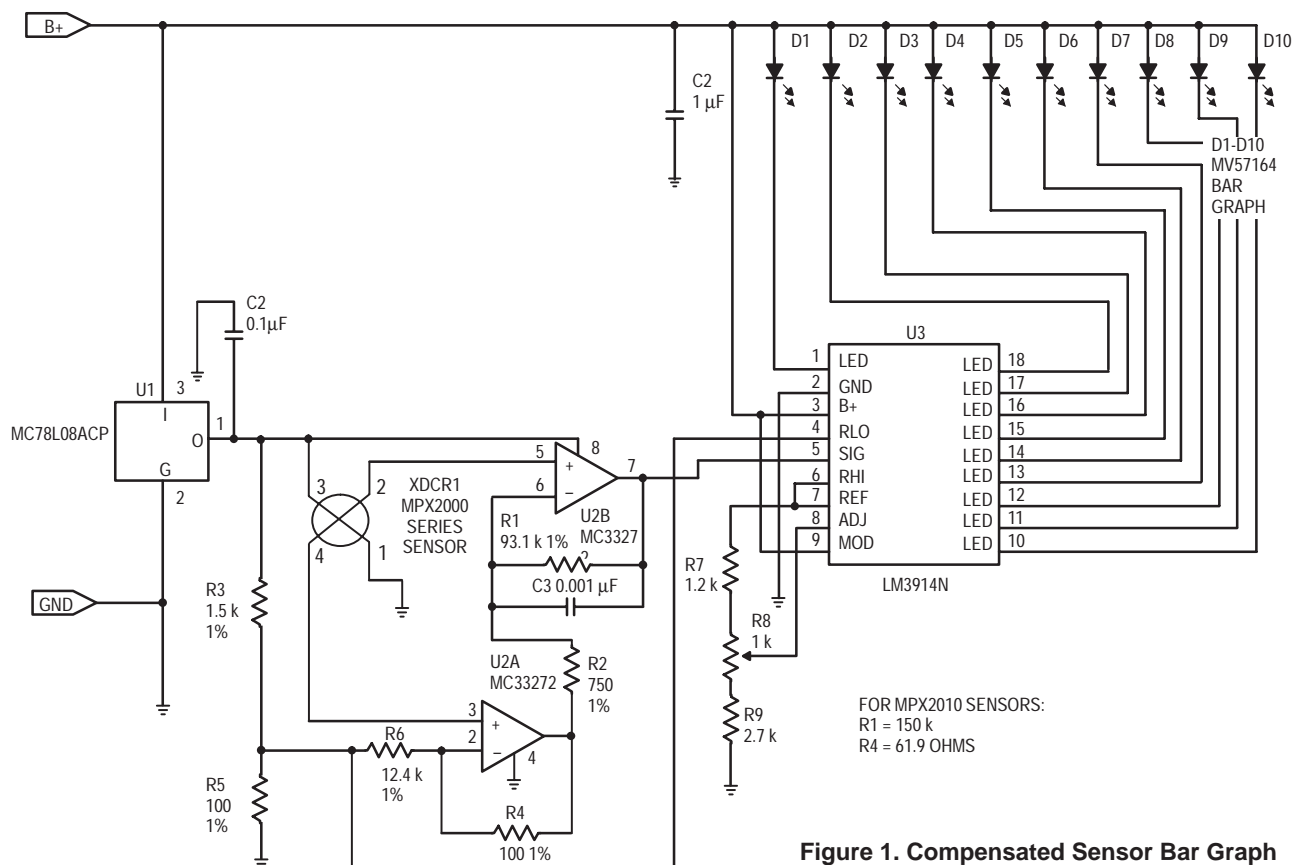 B+
D1 D2 D3 D4 D5 D6 D7 D8 D9 D10
C2
1 µF
D1-D10
MV57164
BAR
GRAPH
C2
0.1µF
U1 3
MC78L08ACP
I
O
G
1
2
GND
3 2
4 1
XDCR1
MPX2000
SERIES
SENSOR
5
6
+
−
8
7
U2B
MC3327
2
R1
93.1 k 1%
C3 0.001 µF
R3
1.5 k
1%
R2
750
1%
U2A
MC33272
3
2
+
−
4
R6
12.4 k
1%
R5
100
1%
R4
100 1%
U3
1 LED LED 18
2 GND LED 17
3 B+ LED 16
4 RLO LED 15
5 SIG LED 14
6 RHI LED 13
7 REF LED 12
8 ADJ LED 11
9 MOD LED 10
LM3914N
R7
1.2 k
R8
1 k
R9
2.7 k
FOR MPX2010 SENSORS:
R1 = 150 k
R4 = 61.9 OHMS
Figure 1. Compensated Sensor Bar Graph